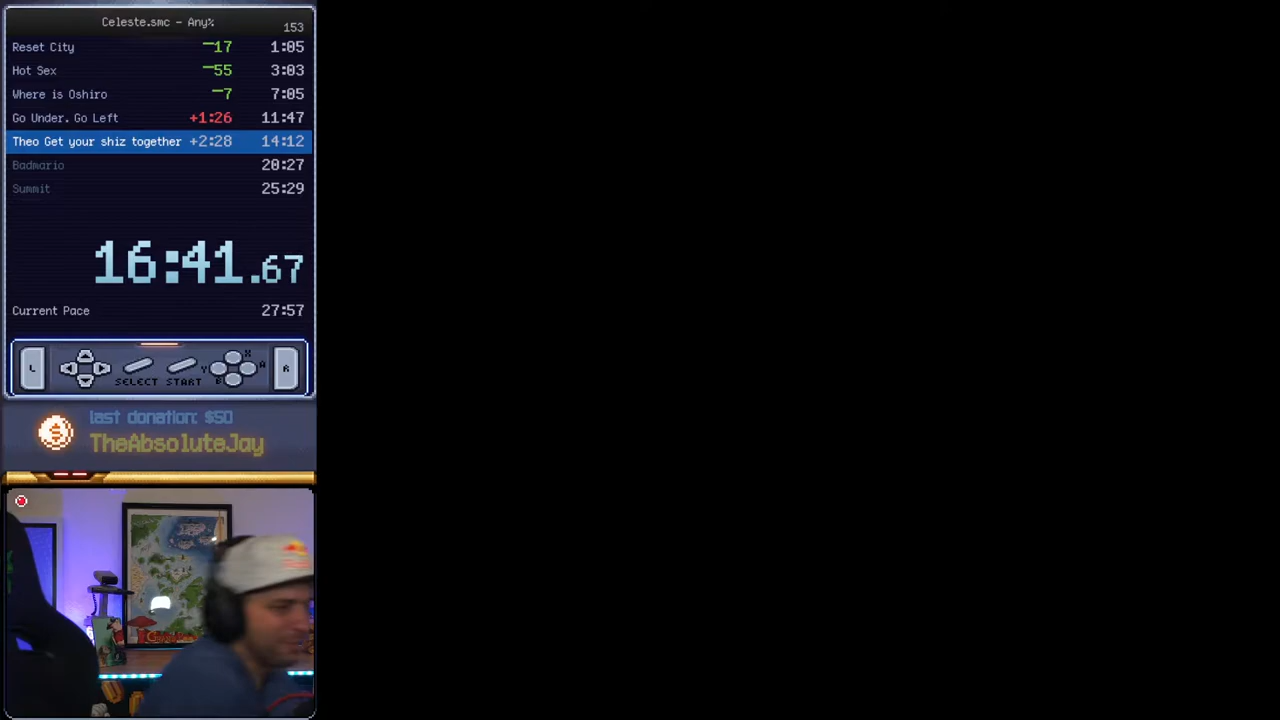 Celeste.smc - Any%
153
Reset City -17 1:05
Hot Sex -55 3:03
Where is Oshiro -7 7:05
Go Under. Go Left +1:26 11:47
Theo Get your shiz together +2:28 14:12
Badmario 20:27
Summit 25:29
16:41.67
Current Pace 27:57
L SELECT START Y X B A R
last donation: $50
TheAbsoluteJay